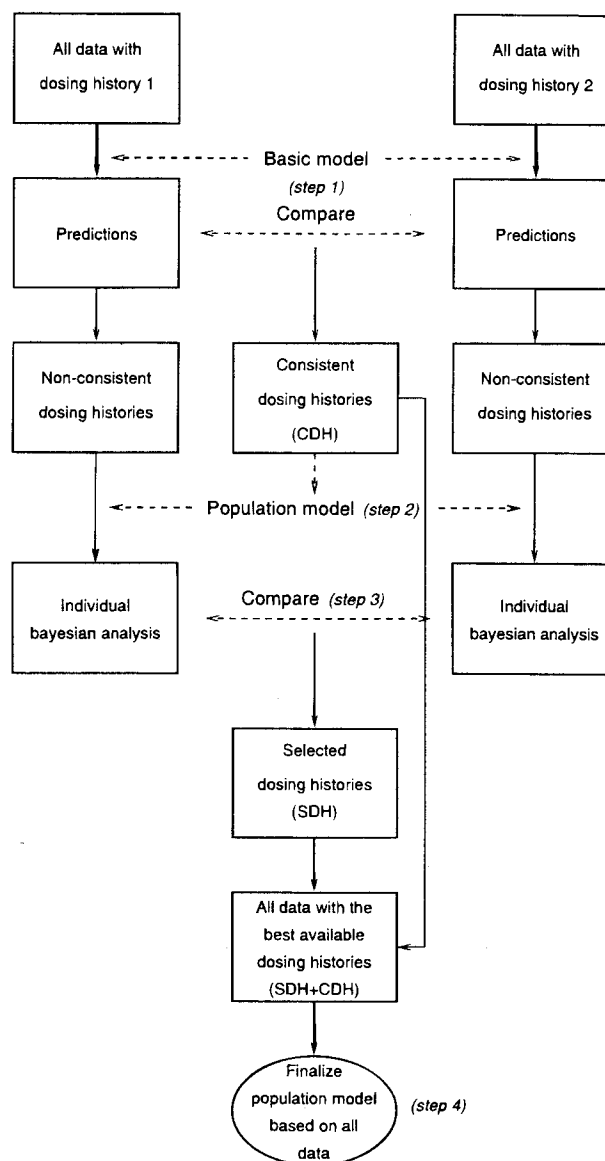 All data with
dosing history 1
All data with
dosing history 2
Basic model
(step 1)
Compare
Predictions
Predictions
Non-consistent
dosing histories
Consistent
dosing histories
(CDH)
Non-consistent
dosing histories
Population model (step 2)
Individual
bayesian analysis
Compare (step 3)
Individual
bayesian analysis
Selected
dosing histories
(SDH)
All data with the
best available
dosing histories
(SDH+CDH)
Finalize
population model
based on all
data
(step 4)